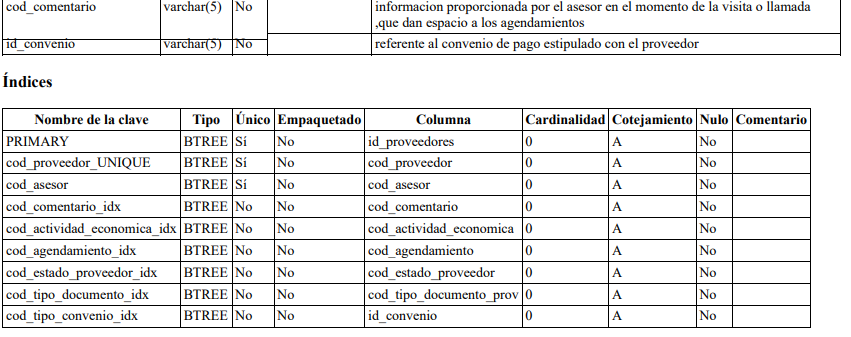 cod_comentario varchar(5) No informacion proporcionada por el asesor en el momento de la visita o llamada
,que dan espacio a los agendamientos
id_convenio varchar(5) No referente al convenio de pago estipulado con el proveedor
Índices
Nombre de la clave Tipo Único Empaquetado Columna Cardinalidad Cotejamiento Nulo Comentario
PRIMARY BTREE Sí No id_proveedores 0 A No
cod_proveedor_UNIQUE BTREE Sí No cod_proveedor 0 A No
cod_asesor BTREE Sí No cod_asesor 0 A No
cod_comentario_idx BTREE No No cod_comentario 0 A No
cod_actividad_economica_idx BTREE No No cod_actividad_economica 0 A No
cod_agendamiento_idx BTREE No No cod_agendamiento 0 A No
cod_estado_proveedor_idx BTREE No No cod_estado_proveedor 0 A No
cod_tipo_documento_idx BTREE No No cod_tipo_documento_prov 0 A No
cod_tipo_convenio_idx BTREE No No id_convenio 0 A No